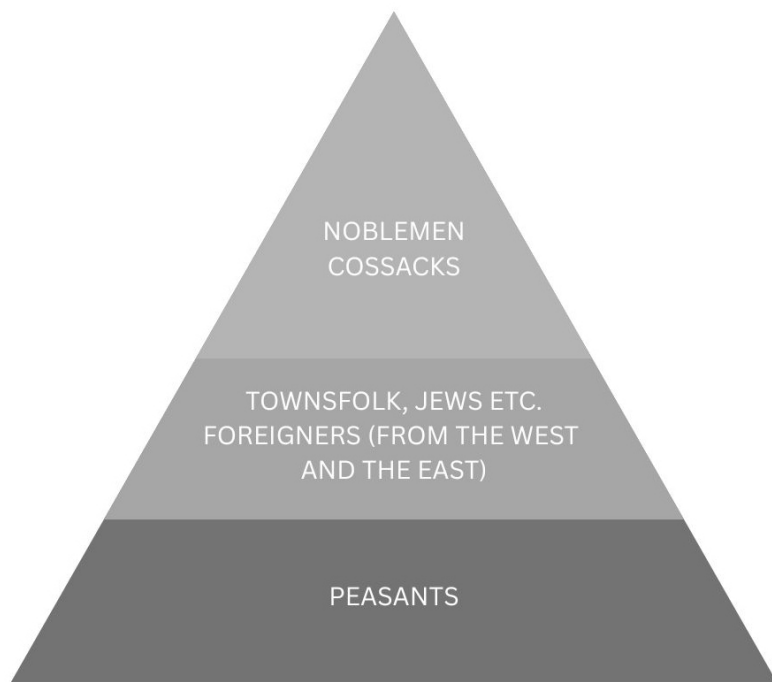 NOBLEMEN
COSSACKS
TOWNSFOLK, JEWS ETC.
FOREIGNERS (FROM THE WEST
AND THE EAST)
PEASANTS